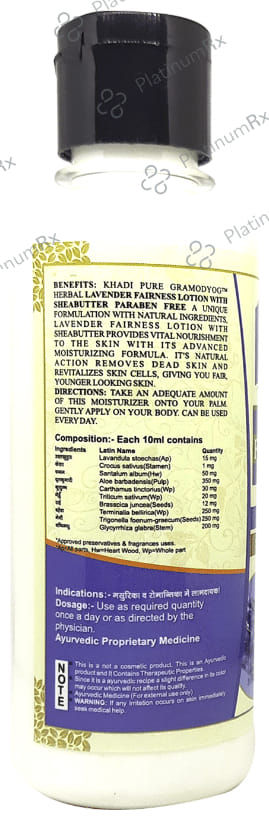 BENEFITS: KHADI PURE GRAMODYOG™
HERBAL LAVENDER FAIRNESS LOTION WITH
SHEABUTTER PARABEN FREE A UNIQUE
FORMULATION WITH NATURAL INGREDIENTS,
LAVENDER FAIRNESS LOTION WITH
SHEABUTTER PROVIDES VITAL NOURISHMENT
TO THE SKIN WITH ITS ADVANCED
MOISTURIZING FORMULA. IT'S NATURAL
ACTION REMOVES DEAD SKIN AND
REVITALIZES SKIN CELLS, GIVING YOU FAIR,
YOUNGER LOOKING SKIN.
DIRECTIONS: TAKE AN ADEQUATE AMOUNT
OF THIS MOISTURIZER ONTO YOUR PALM.
GENTLY APPLY ON YOUR BODY. CAN BE USED
EVERYDAY.
Composition:- Each 10ml contains
Ingredients Latin Name Quantity
Lavandula stoechas(Ap) 15 mg
Crocus sativus(Stamen) 1 mg
Santalum album(Hw) 50 mg
Aloe barbadensis(Pulp) 350 mg
Carthamus tinctorius(Wp) 30 mg
Triticum sativum(Wp) 20 mg
Brassica juncea(Seeds) 12 mg
Terminalia bellirica(Wp) 250 mg
Trigonella foenum-graecum(Seeds) 250 mg
Glycyrrhiza glabra(Stem) 200 mg
*Approved preservatives & fragrances uses.
*Ap=All parts, Hw=Heart Wood, Wp=Whole part
Indications:- मसुरिका व रोमान्तिका में लाभदायक!
Dosage:- Use as required quantity
once a day or as directed by the
physician.
Ayurvedic Proprietary Medicine
NOTE
This is a not a cosmetic product. This is an Ayurvedic
product and It Contains Therapeutic Properties.
Since it is a ayurvedic recipe a slight difference in its color
may occur which will not affect its quality.
Ayurvedic Medicine (For external use only)
WARNING: If any irritation occurs on skin immediately
seek medical help.
PlatinumRx